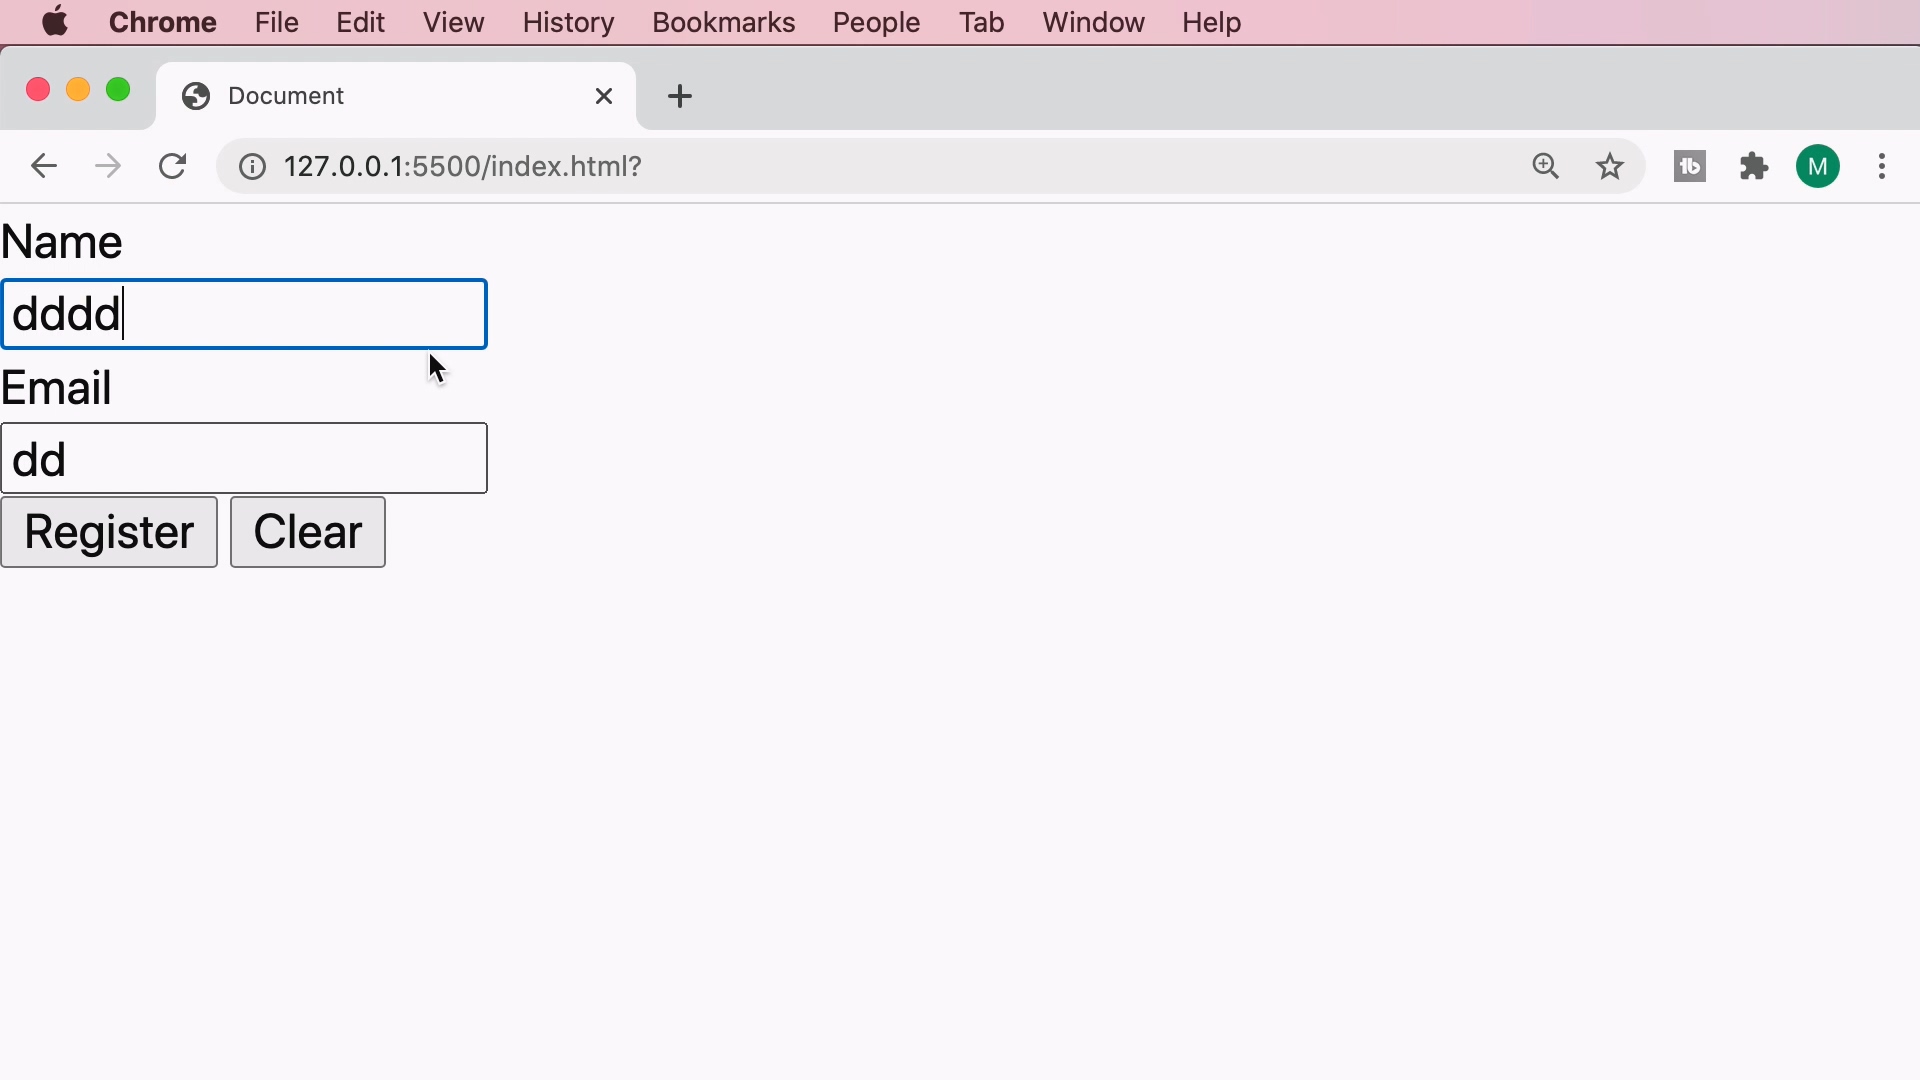 Chrome File Edit View History Bookmarks People Tab Window Help
Document
127.0.0.1:5500/index.html?
tb
M
Name
dddd
Email
dd
Register Clear